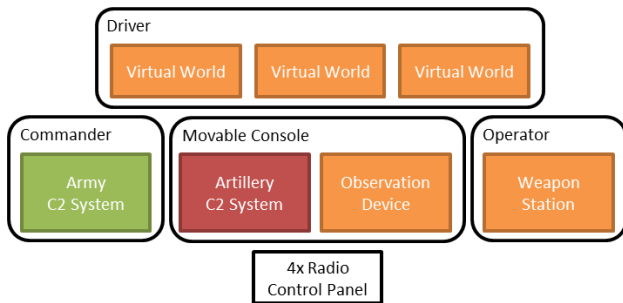 Driver
Virtual World
Virtual World
Virtual World
Commander
Army
C2 System
Movable Console
Artillery
C2 System
Observation
Device
Operator
Weapon
Station
4x Radio
Control Panel